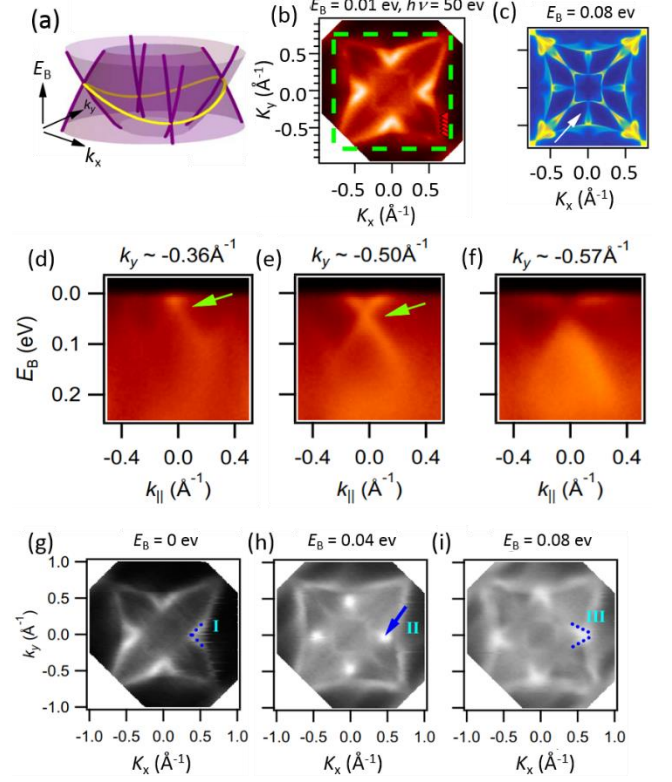 (a)
E_B
k_y
k_x
(b)
E_B = 0.01 ev, hν = 50 ev
K_y (Å⁻¹)
0.5
0.0
-0.5
-0.5 0.0 0.5
K_x (Å⁻¹)
(c)
E_B = 0.08 ev
-0.5 0.0 0.5
K_x (Å⁻¹)
(d) k_y ~ -0.36Å⁻¹
(e) k_y ~ -0.50Å⁻¹
(f) k_y ~ -0.57Å⁻¹
E_B (eV)
0.0
0.1
0.2
-0.4 0.0 0.4
k_|| (Å⁻¹)
-0.4 0.0 0.4
k_|| (Å⁻¹)
-0.4 0.0 0.4
k_|| (Å⁻¹)
(g) E_B = 0 ev
(h) E_B = 0.04 ev
(i) E_B = 0.08 ev
k_y (Å⁻¹)
1.0
0.5
0.0
-0.5
-1.0
I
II
III
-1.0 -0.5 0.0 0.5 1.0
K_x (Å⁻¹)
-1.0 -0.5 0.0 0.5 1.0
K_x (Å⁻¹)
-1.0 -0.5 0.0 0.5 1.0
K_x (Å⁻¹)